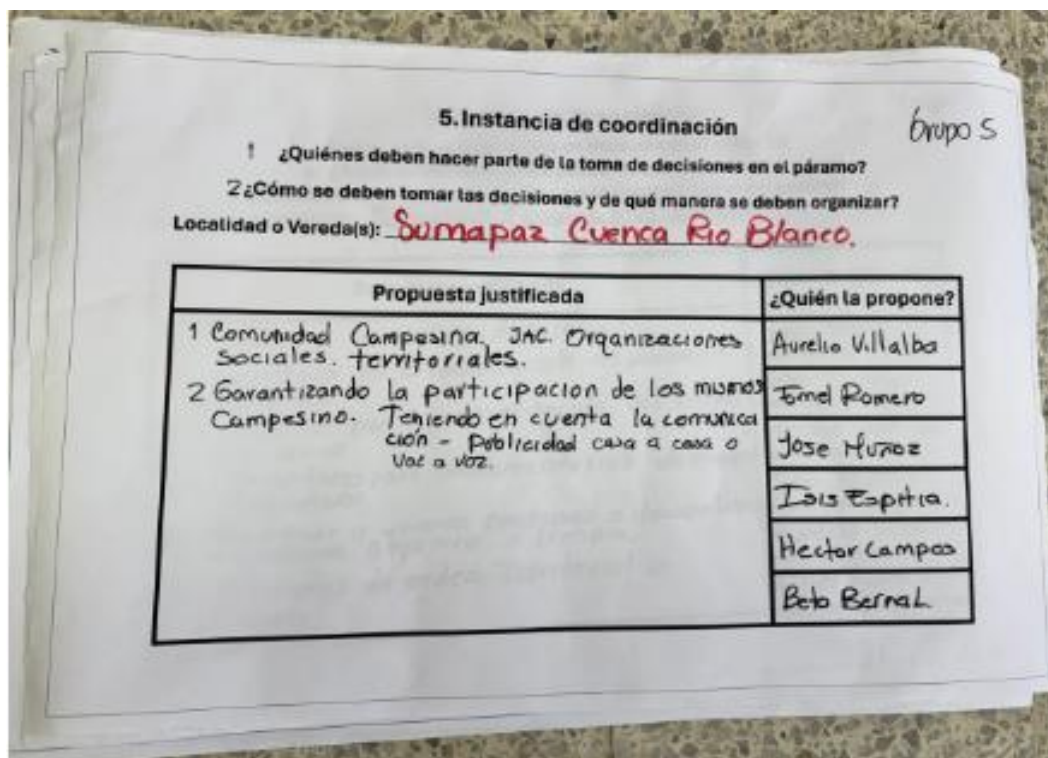 5. Instancia de coordinación
Grupo 5
1 ¿Quiénes deben hacer parte de la toma de decisiones en el páramo?
2 ¿Cómo se deben tomar las decisiones y de qué manera se deben organizar?
Localidad o Vereda(s): Sumapaz Cuenca Rio Blanco.
Propuesta justificada
¿Quién la propone?
1 Comunidad Campesina. JAC. Organizaciones
Sociales. territoriales.
2 Garantizando la participacion de los mismos
Campesino. Teniendo en cuenta la comunica
ción - Publicidad casa a casa o
Voz a voz.
Aurelio Villalba
Romero
Jose Muñoz
Isis Espitia.
Hector Campos
Beto Bernal